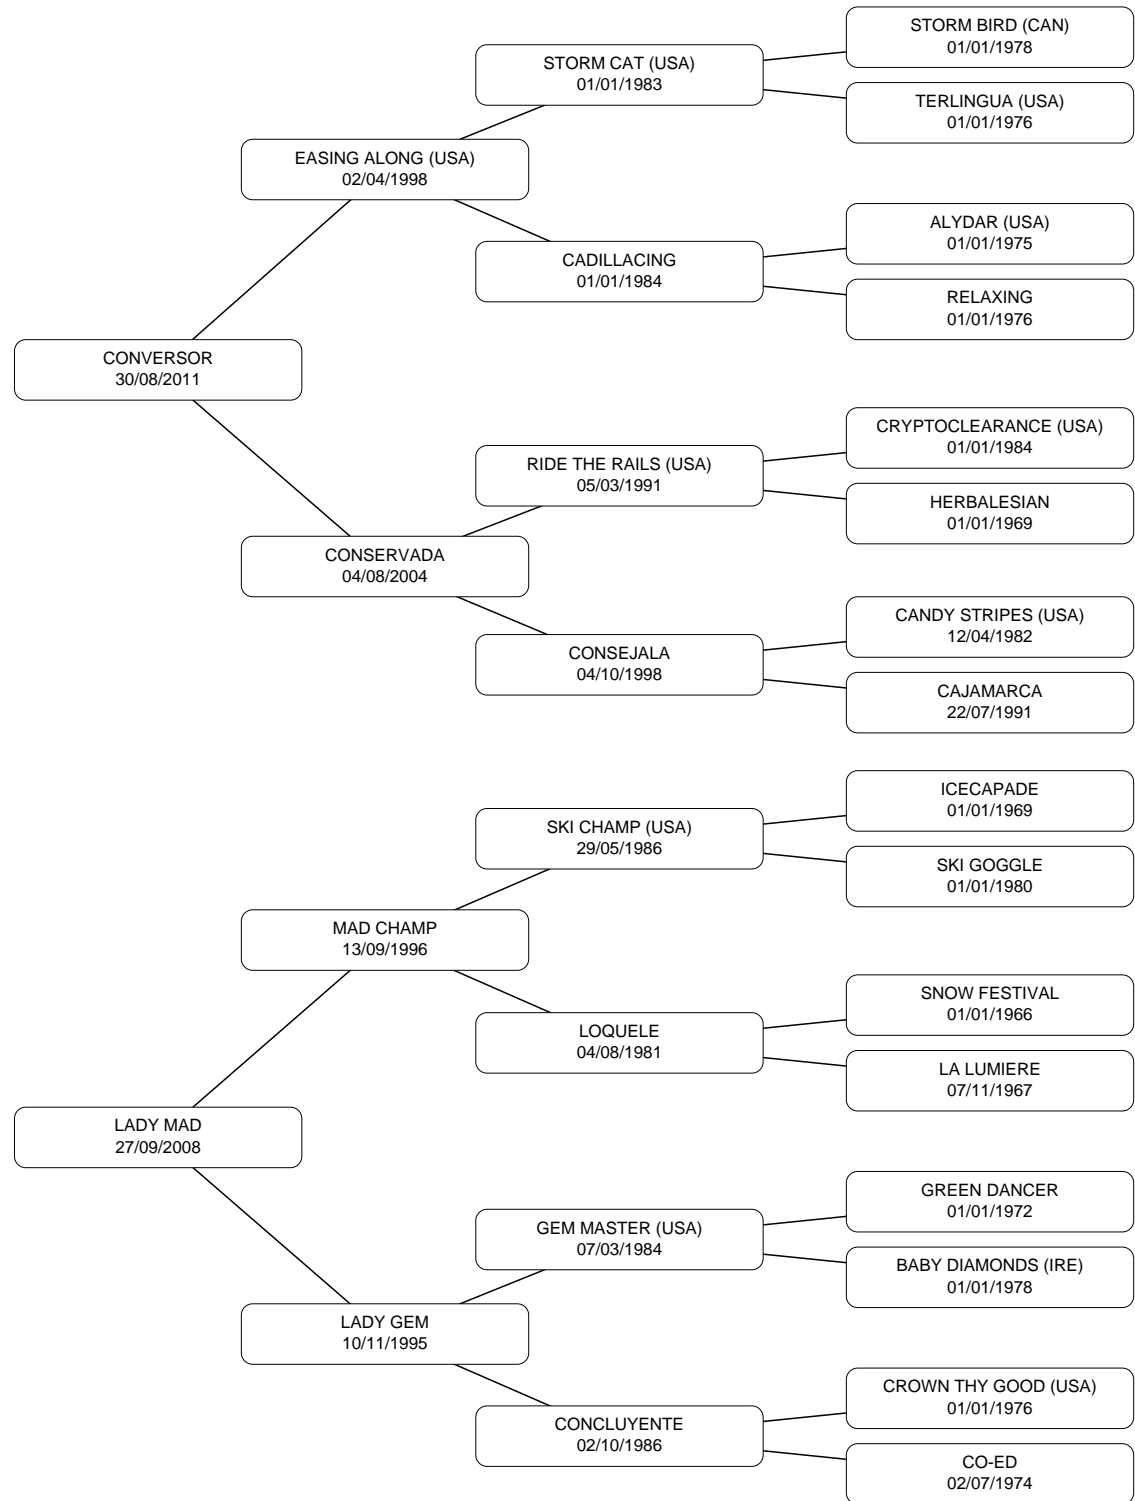 STORM BIRD (CAN)
01/01/1978
STORM CAT (USA)
01/01/1983
TERLINGUA (USA)
01/01/1976
EASING ALONG (USA)
02/04/1998
ALYDAR (USA)
01/01/1975
CADILLACING
01/01/1984
RELAXING
01/01/1976
CONVERSOR
30/08/2011
CRYPTOCLEARANCE (USA)
01/01/1984
RIDE THE RAILS (USA)
05/03/1991
HERBALESIAN
01/01/1969
CONSERVADA
04/08/2004
CANDY STRIPES (USA)
12/04/1982
CONSEJALA
04/10/1998
CAJAMARCA
22/07/1991
ICECAPADE
01/01/1969
SKI CHAMP (USA)
29/05/1986
SKI GOGGLE
01/01/1980
MAD CHAMP
13/09/1996
SNOW FESTIVAL
01/01/1966
LOQUELE
04/08/1981
LA LUMIERE
07/11/1967
LADY MAD
27/09/2008
GREEN DANCER
01/01/1972
GEM MASTER (USA)
07/03/1984
BABY DIAMONDS (IRE)
01/01/1978
LADY GEM
10/11/1995
CROWN THY GOOD (USA)
01/01/1976
CONCLUYENTE
02/10/1986
CO-ED
02/07/1974